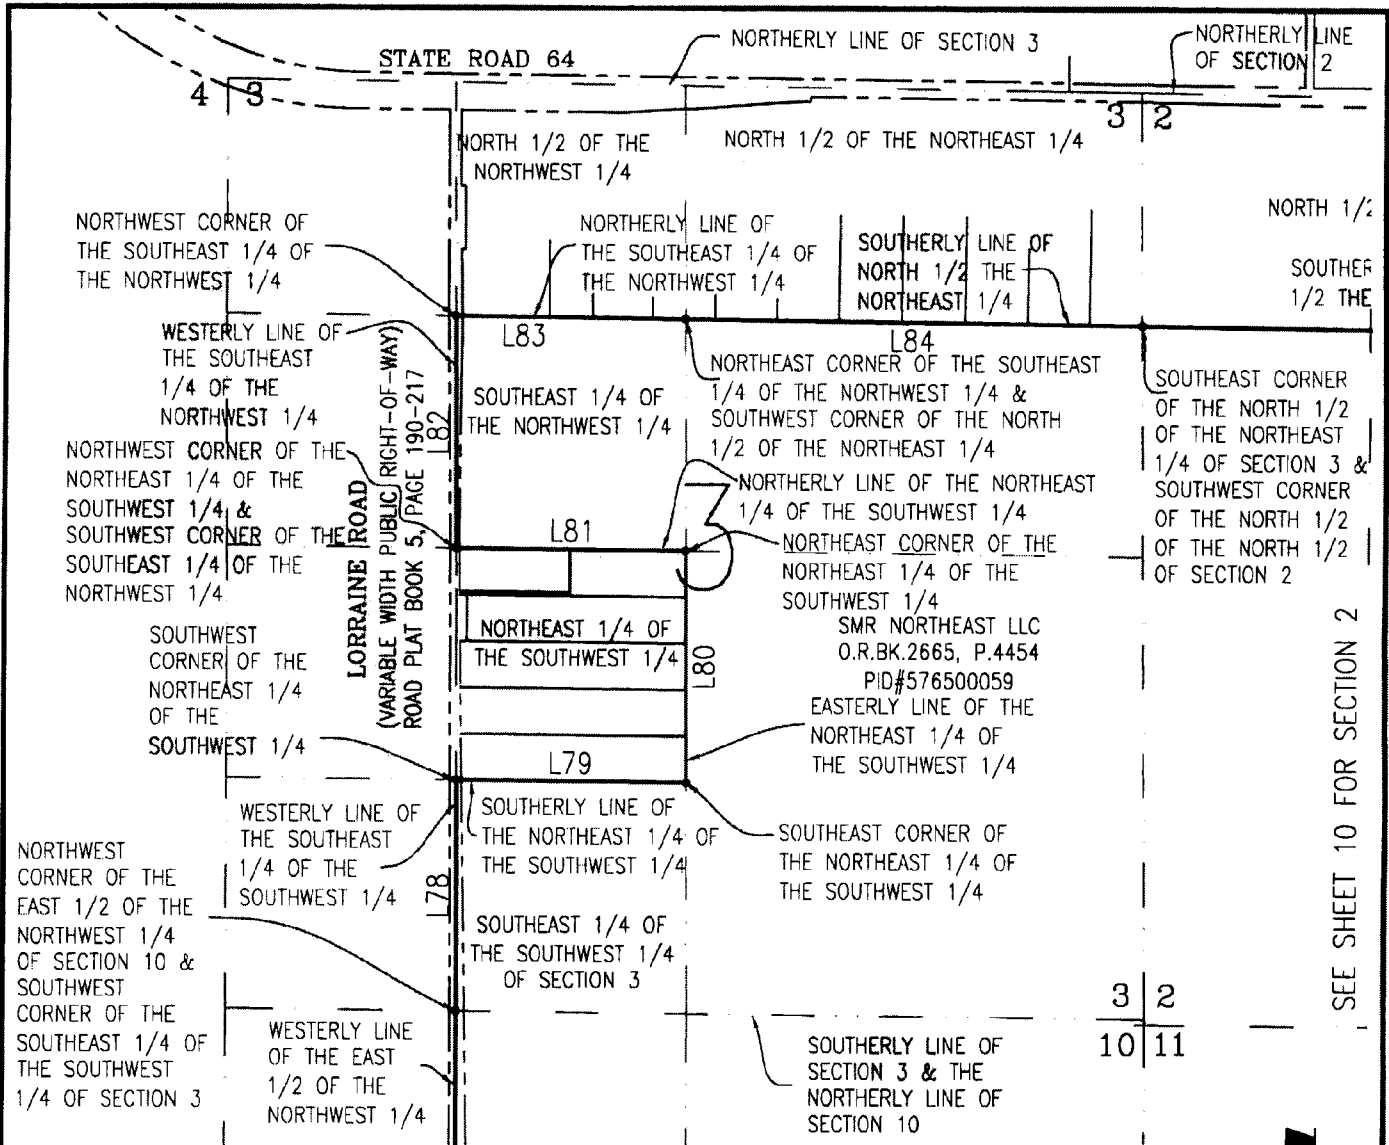 STATE ROAD 64
NORTHERLY LINE OF SECTION 3
NORTHERLY LINE
OF SECTION 2
4 3
3 2
NORTH 1/2 OF THE
NORTHWEST 1/4
NORTH 1/2 OF THE NORTHEAST 1/4
NORTH 1/2
NORTHWEST CORNER OF
THE SOUTHEAST 1/4 OF
THE NORTHWEST 1/4
NORTHERLY LINE OF
THE SOUTHEAST 1/4 OF
THE NORTHWEST 1/4
SOUTHERLY LINE OF
NORTH 1/2 THE
NORTHEAST 1/4
SOUTHER
1/2 THE
L83
L84
WESTERLY LINE OF
THE SOUTHEAST
1/4 OF THE
NORTHWEST 1/4
L82
SOUTHEAST 1/4 OF
THE NORTHWEST 1/4
NORTHEAST CORNER OF THE SOUTHEAST
1/4 OF THE NORTHWEST 1/4 &
SOUTHWEST CORNER OF THE NORTH
1/2 OF THE NORTHEAST 1/4
SOUTHEAST CORNER
OF THE NORTH 1/2
OF THE NORTHEAST
1/4 OF SECTION 3 &
SOUTHWEST CORNER
OF THE NORTH 1/2
OF THE NORTH 1/2
OF SECTION 2
NORTHWEST CORNER OF THE
NORTHEAST 1/4 OF THE
SOUTHWEST 1/4 &
SOUTHWEST CORNER OF THE
SOUTHEAST 1/4 OF THE
NORTHWEST 1/4
LORRAINE ROAD
(VARIABLE WIDTH PUBLIC RIGHT-OF-WAY)
ROAD PLAT BOOK 5, PAGE 190-217
L81
3
NORTHERLY LINE OF THE NORTHEAST
1/4 OF THE SOUTHWEST 1/4
NORTHEAST CORNER OF THE
NORTHEAST 1/4 OF THE
SOUTHWEST 1/4
SMR NORTHEAST LLC
O.R.BK.2665, P.4454
PID#576500059
NORTHEAST 1/4 OF
THE SOUTHWEST 1/4
L80
EASTERLY LINE OF THE
NORTHEAST 1/4 OF
THE SOUTHWEST 1/4
SOUTHWEST
CORNER OF THE
NORTHEAST 1/4
OF THE
SOUTHWEST 1/4
L79
WESTERLY LINE OF
THE SOUTHEAST
1/4 OF THE
SOUTHWEST 1/4
L78
SOUTHERLY LINE OF
THE NORTHEAST 1/4 OF
THE SOUTHWEST 1/4
SOUTHEAST CORNER OF
THE NORTHEAST 1/4 OF
THE SOUTHWEST 1/4
NORTHWEST
CORNER OF THE
EAST 1/2 OF THE
NORTHWEST 1/4
OF SECTION 10 &
SOUTHWEST
CORNER OF THE
SOUTHEAST 1/4 OF
THE SOUTHWEST
1/4 OF SECTION 3
SOUTHEAST 1/4 OF
THE SOUTHWEST 1/4
OF SECTION 3
WESTERLY LINE
OF THE EAST
1/2 OF THE
NORTHWEST 1/4
SOUTHERLY LINE OF
SECTION 3 & THE
NORTHERLY LINE OF
SECTION 10
3 2
10 11
SEE SHEET 10 FOR SECTION 2